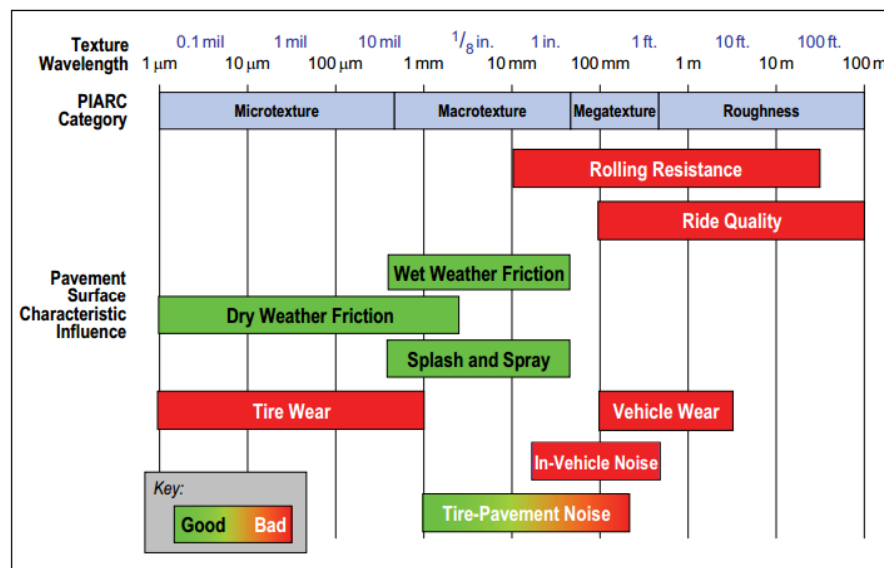 Texture Wavelength
0.1 mil 1 mil 10 mil 1/8 in. 1 in. 1 ft. 10 ft. 100 ft.
1 μm 10 μm 100 μm 1 mm 10 mm 100 mm 1 m 10 m 100 m
PIARC Category
Microtexture Macrotexture Megatexture Roughness
Rolling Resistance
Ride Quality
Wet Weather Friction
Pavement
Surface
Characteristic
Influence
Dry Weather Friction
Splash and Spray
Tire Wear Vehicle Wear
In-Vehicle Noise
Key:
Good Bad
Tire-Pavement Noise